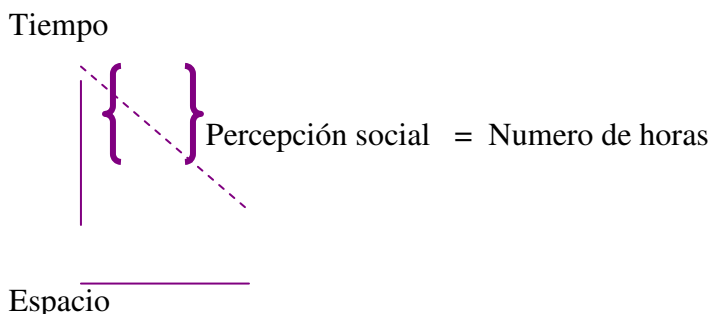 Tiempo
{ } Percepción social = Numero de horas
Espacio